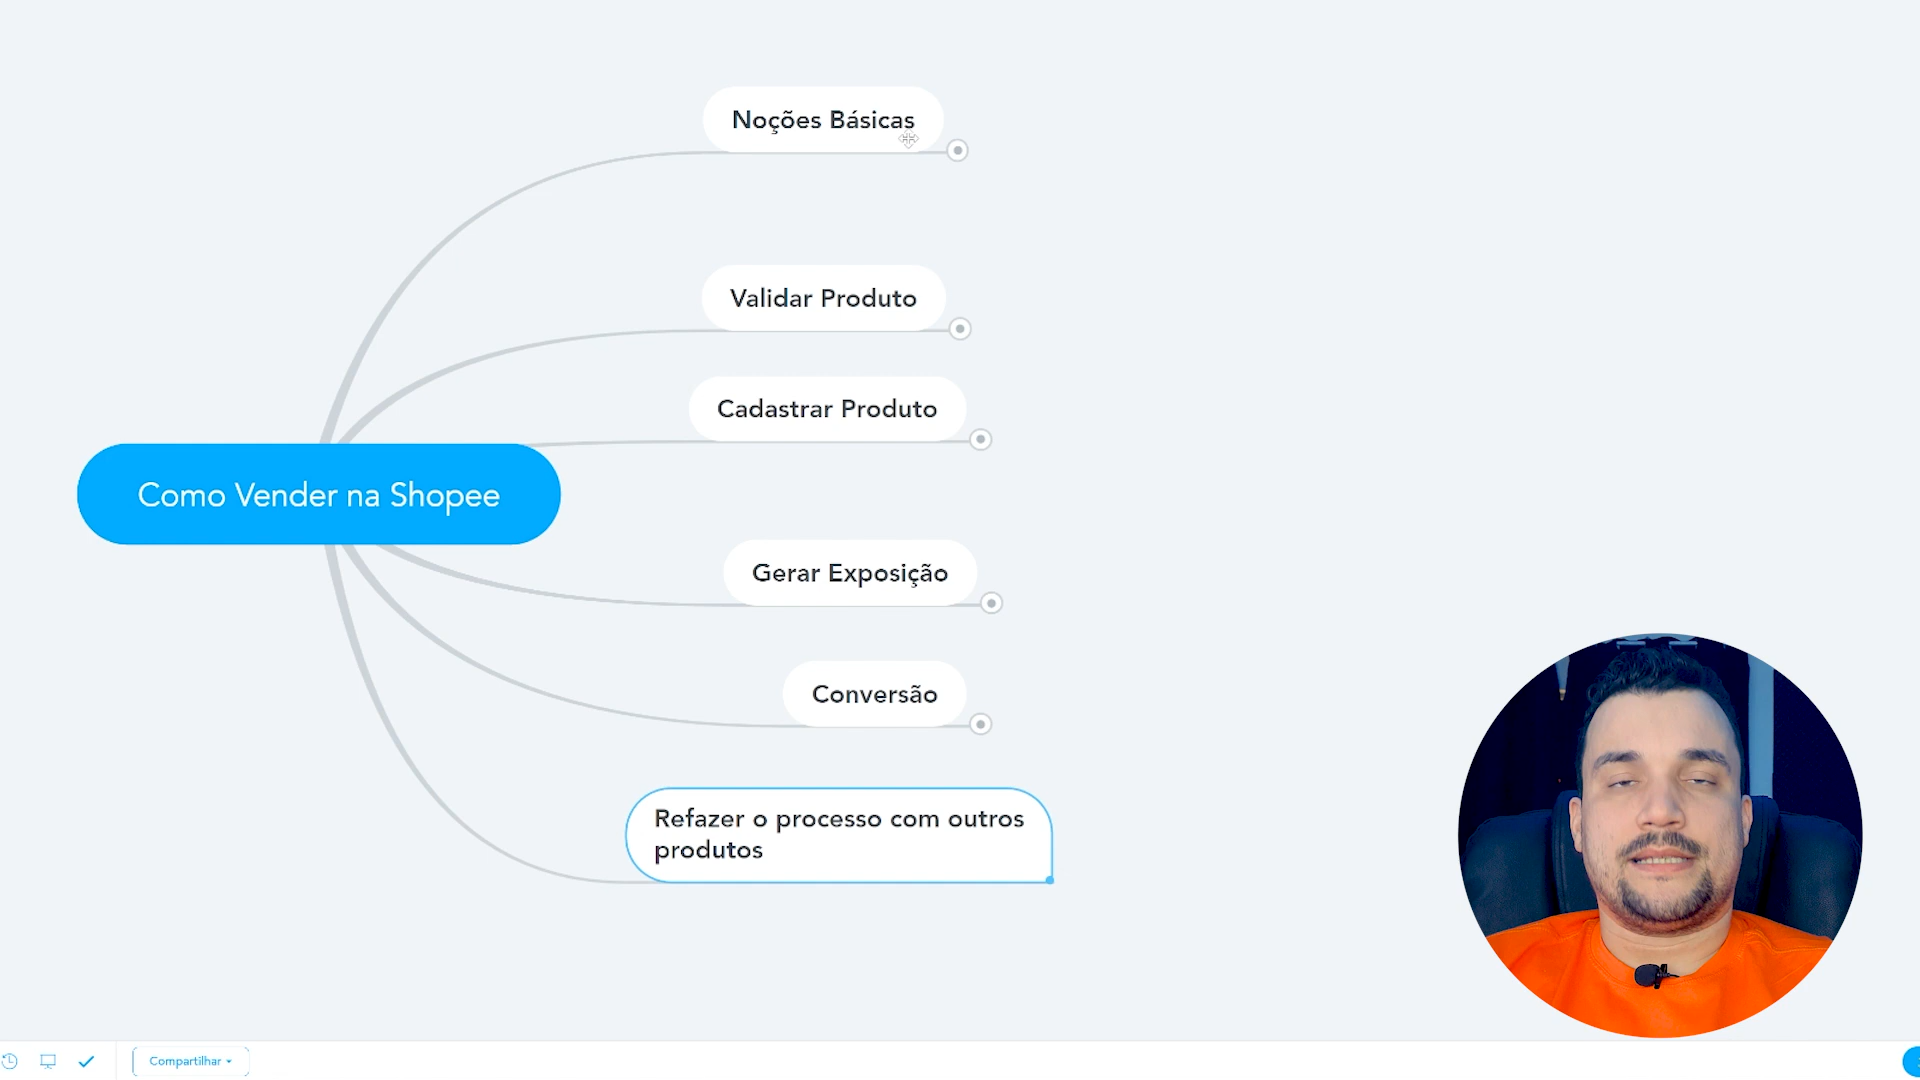 Noções Básicas
Validar Produto
Cadastrar Produto
Como Vender na Shopee
Gerar Exposição
Conversão
Refazer o processo com outros
produtos
Compartilhar